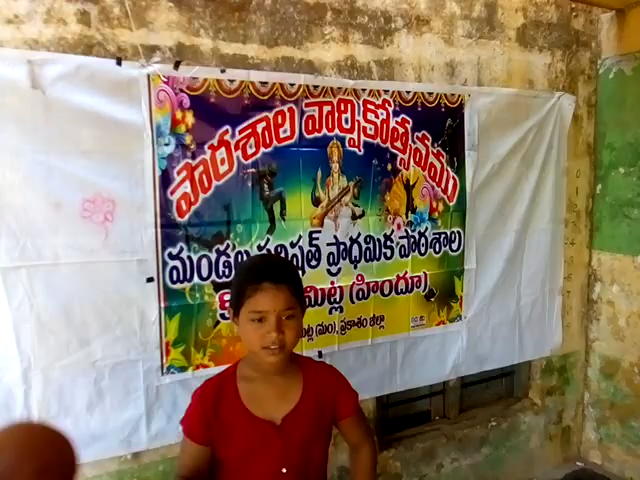 పాఠశాల వార్షికోత్సవము
మండల పరిషత్ ప్రాథమిక పాఠశాల
(హిందూ)
ప్రకాశం జిల్లా